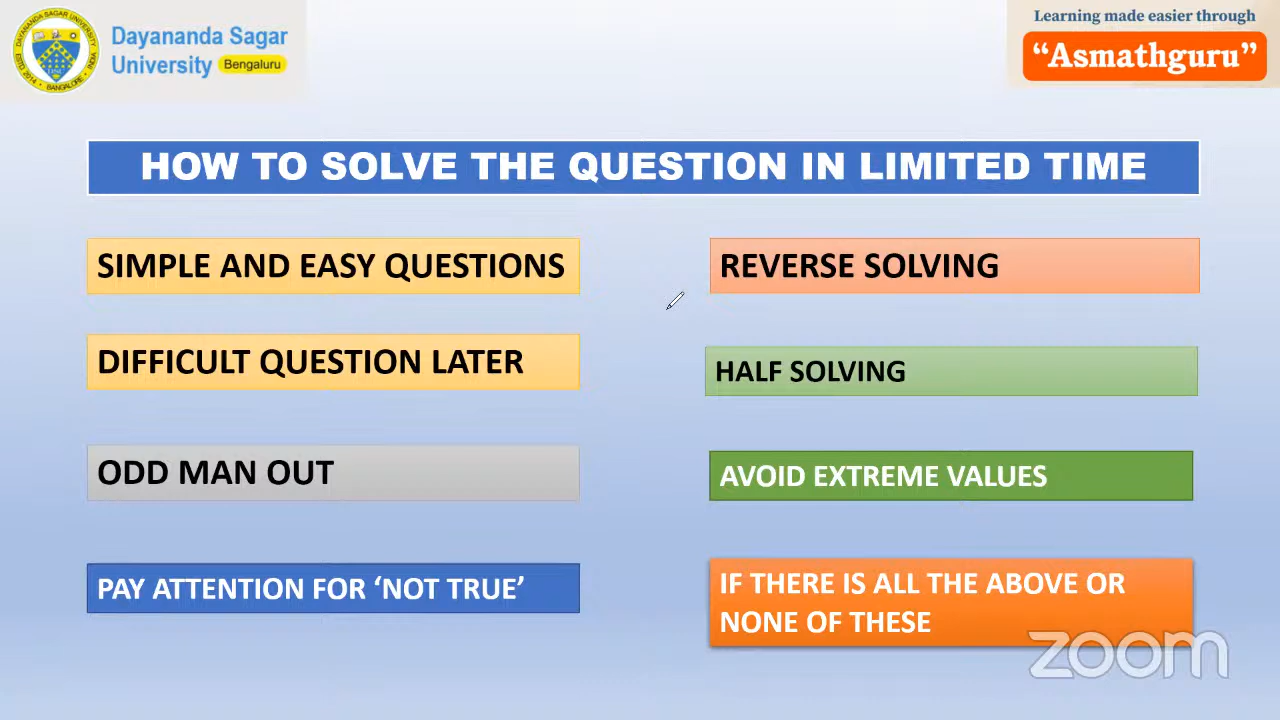 Dayananda Sagar
University Bengaluru
Learning made easier through
“Asmathguru”
HOW TO SOLVE THE QUESTION IN LIMITED TIME
SIMPLE AND EASY QUESTIONS
DIFFICULT QUESTION LATER
ODD MAN OUT
PAY ATTENTION FOR ‘NOT TRUE’
REVERSE SOLVING
HALF SOLVING
AVOID EXTREME VALUES
IF THERE IS ALL THE ABOVE OR
NONE OF THESE
zoom